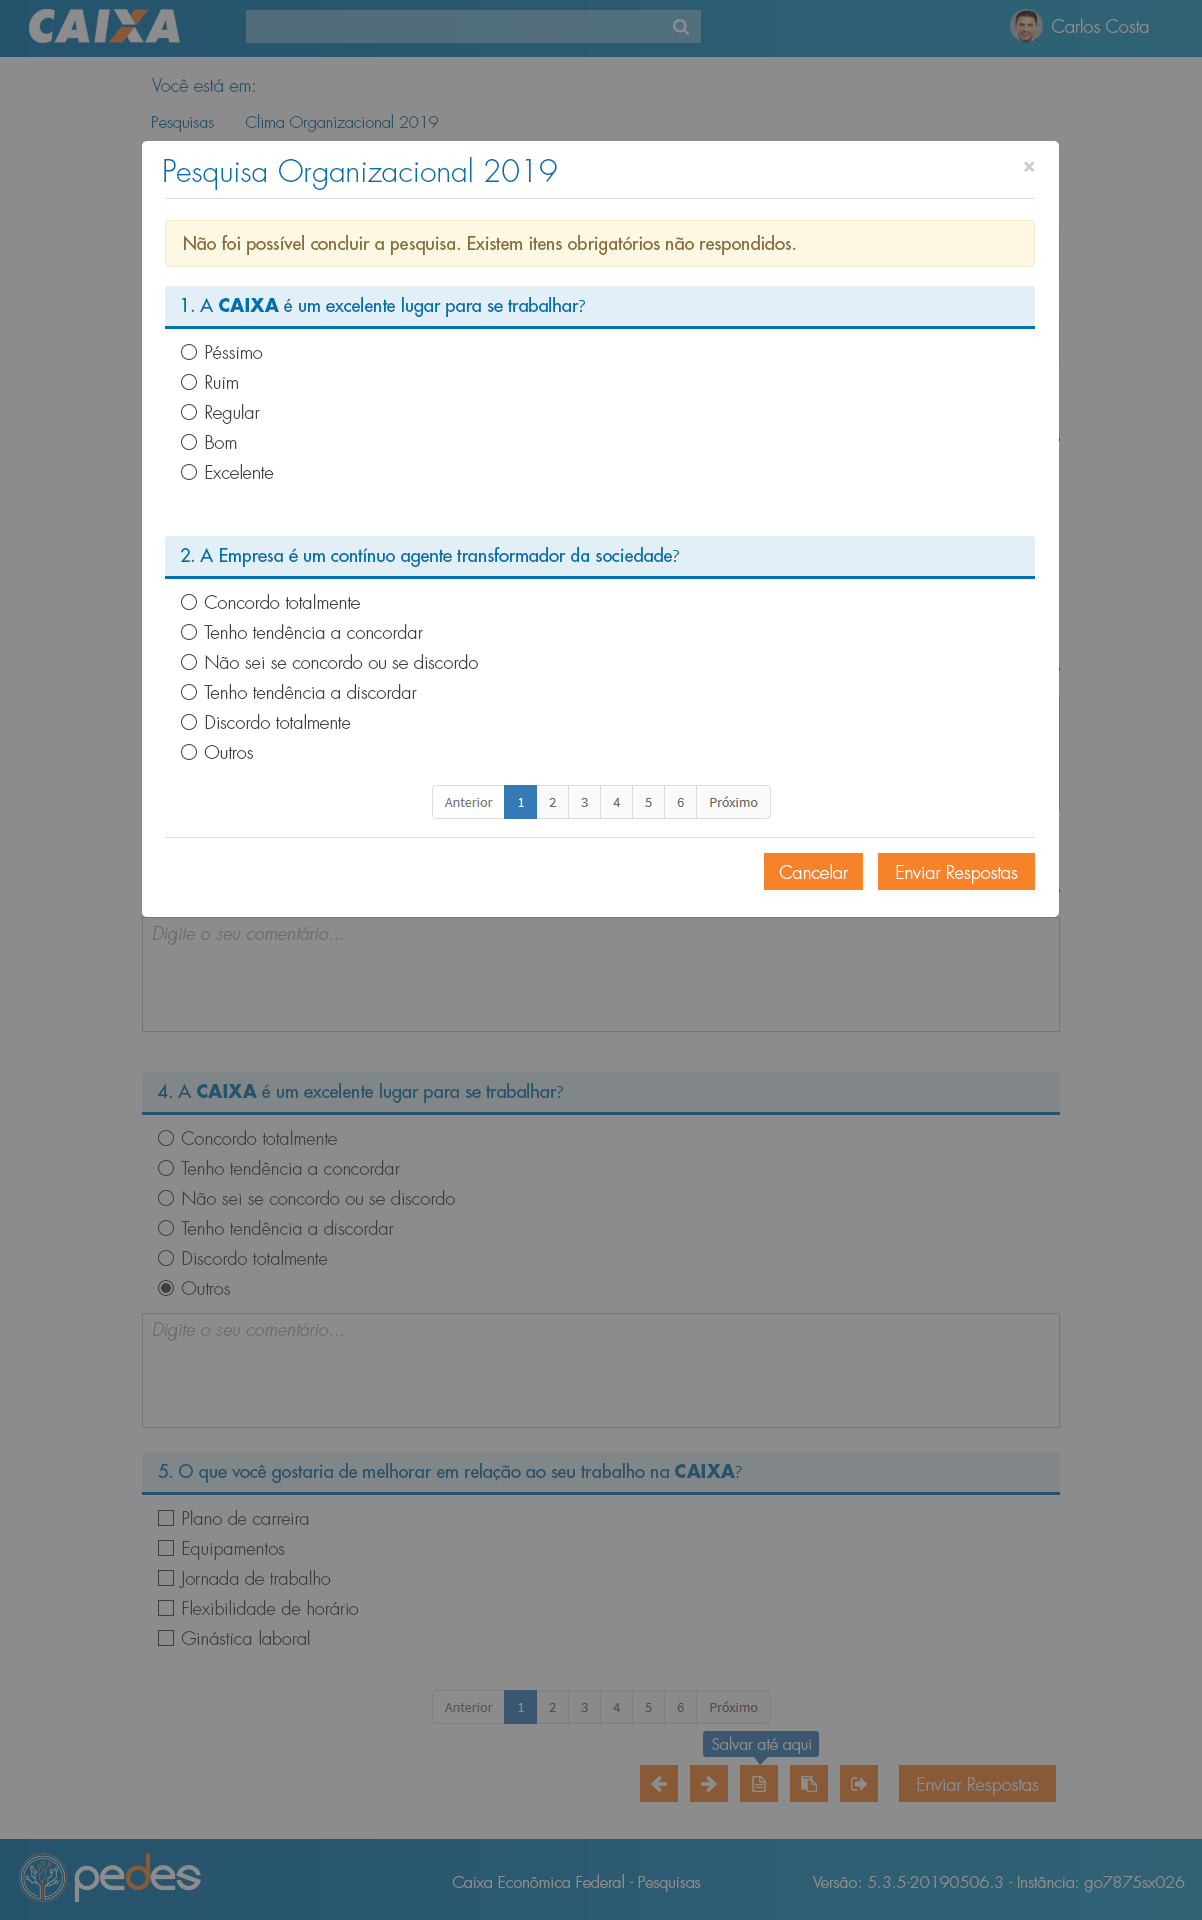 CAIXA
Carlos Costa
Você está em:
Pesquisas Clima Organizacional 2019
Pesquisa Organizacional 2019 ×
Não foi possível concluir a pesquisa. Existem itens obrigatórios não respondidos.
1. A CAIXA é um excelente lugar para se trabalhar?
Péssimo
Ruim
Regular
Bom
Excelente
2. A Empresa é um contínuo agente transformador da sociedade?
Concordo totalmente
Tenho tendência a concordar
Não sei se concordo ou se discordo
Tenho tendência a discordar
Discordo totalmente
Outros
Anterior 1 2 3 4 5 6 Próximo
Cancelar Enviar Respostas
Digite o seu comentário...
4. A CAIXA é um excelente lugar para se trabalhar?
Concordo totalmente
Tenho tendência a concordar
Não sei se concordo ou se discordo
Tenho tendência a discordar
Discordo totalmente
Outros
Digite o seu comentário...
5. O que você gostaria de melhorar em relação ao seu trabalho na CAIXA?
Plano de carreira
Equipamentos
Jornada de trabalho
Flexibilidade de horário
Ginástica laboral
Anterior 1 2 3 4 5 6 Próximo
Salvar até aqui
Enviar Respostas
pedes
Caixa Econômica Federal - Pesquisas
Versão: 5.3.5-20190506.3 - Instância: go7875sx026